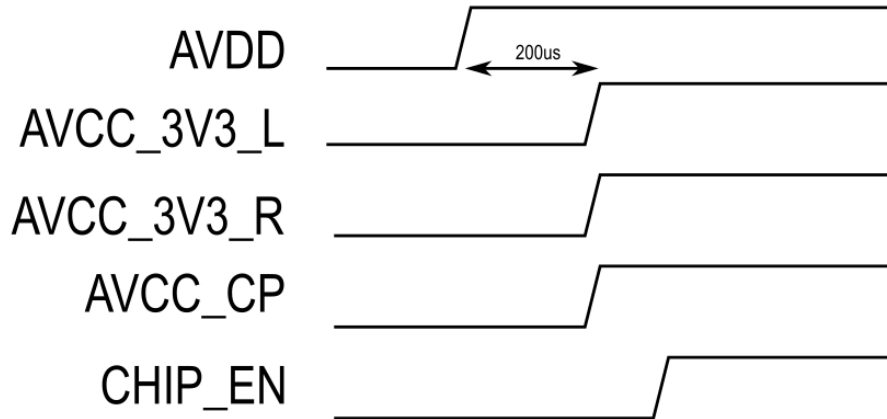 AVDD
200us
AVCC_3V3_L
AVCC_3V3_R
AVCC_CP
CHIP_EN